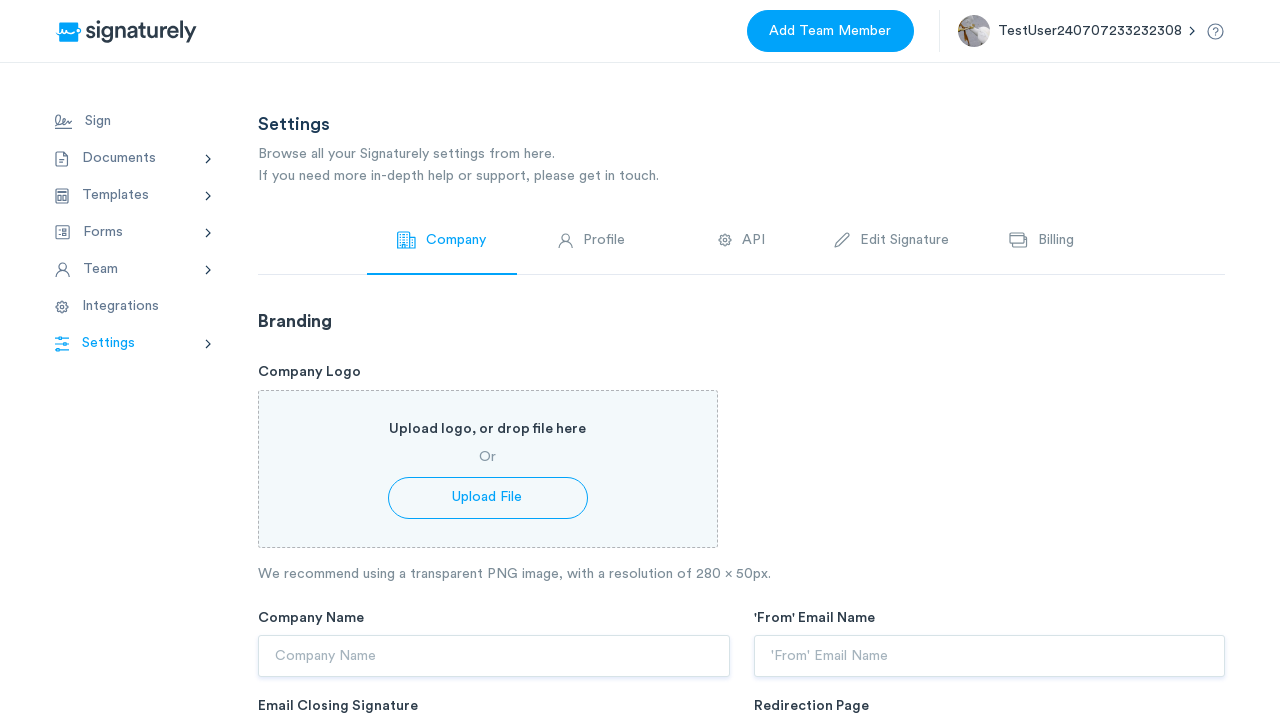 signaturely
Add Team Member
TestUser240707233232308
Sign
Documents
Templates
Forms
Team
Integrations
Settings
Settings
Browse all your Signaturely settings from here.
If you need more in-depth help or support, please get in touch.
Company
Profile
API
Edit Signature
Billing
Branding
Company Logo
Upload logo, or drop file here
Or
Upload File
We recommend using a transparent PNG image, with a resolution of 280 × 50px.
Company Name
'From' Email Name
Company Name
'From' Email Name
Email Closing Signature
Redirection Page